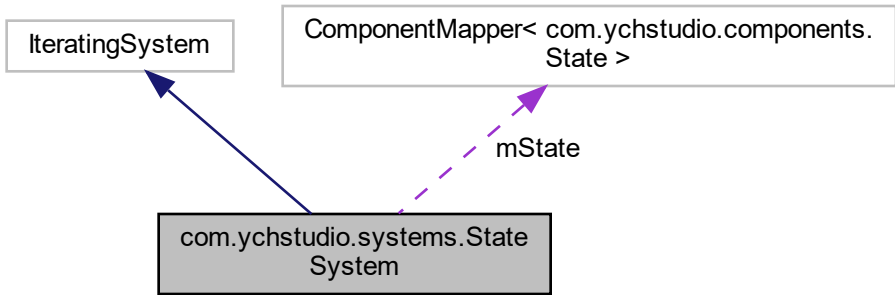 IteratingSystem
ComponentMapper< com.ychstudio.components.
State >
mState
com.ychstudio.systems.State
System